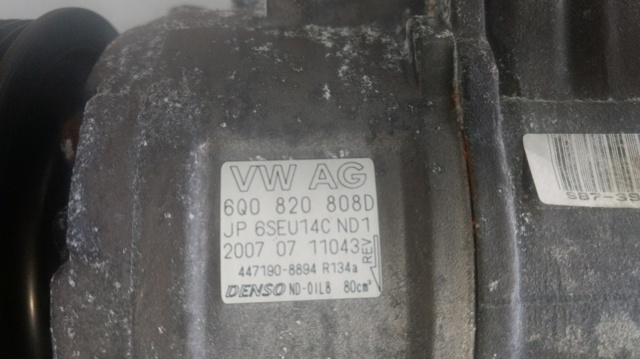 VW AG
6Q0 820 808D
JP 6SEU14C ND1
2007 07 11043
REV
447190-8894 R134a
DENSO ND-OIL8 80cm³